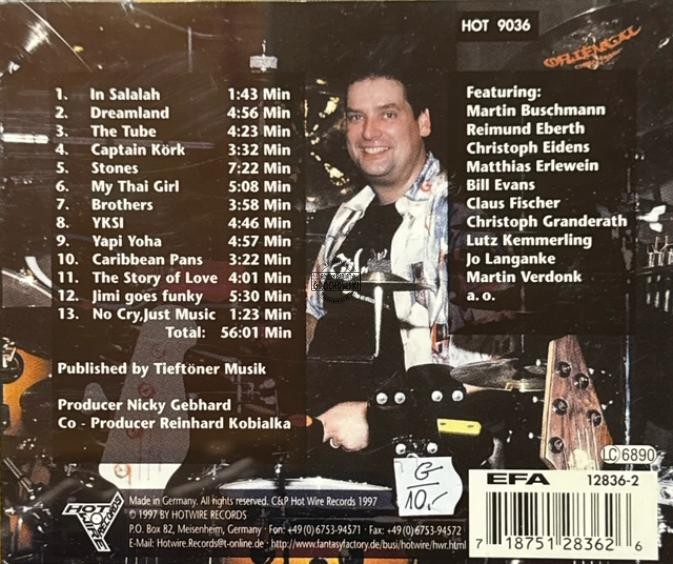 HOT 9036
1. In Salalah 1:43 Min
2. Dreamland 4:56 Min
3. The Tube 4:23 Min
4. Captain Körk 3:32 Min
5. Stones 7:22 Min
6. My Thai Girl 5:08 Min
7. Brothers 3:58 Min
8. YKSI 4:46 Min
9. Yapi Yoha 4:57 Min
10. Caribbean Pans 3:22 Min
11. The Story of Love 4:01 Min
12. Jimi goes funky 5:30 Min
13. No Cry,Just Music 1:23 Min
Total: 56:01 Min
Published by Tieftöner Musik
Producer Nicky Gebhard
Co - Producer Reinhard Kobialka
Featuring:
Martin Buschmann
Reimund Eberth
Christoph Eidens
Matthias Erlewein
Bill Evans
Claus Fischer
Christoph Granderath
Lutz Kemmerling
Jo Langanke
Martin Verdonk
a. o.
LC 6890
G
10,-
HOT
WIRE
RECORDS
Made in Germany. All rights reserved. C&P Hot Wire Records 1997
© 1997 BY HOTWIRE RECORDS
P.O. Box 82, Meisenheim, Germany · Fon: +49 (0) 6753-94571 · Fax: +49 (0) 6753-94572
E-Mail: Hotwire.Records@t-online.de · http://www.fantasyfactory.de/busi/hotwire/hwr.html
EFA 12836-2
7 18751 28362 6